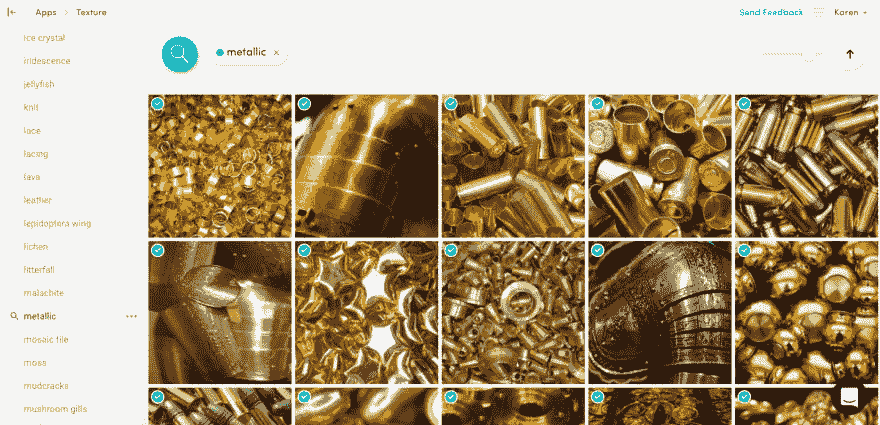 Apps > Texture
Send Feedback
Karen
metallic ×
ice crystal
iridescence
jellyfish
knit
lace
lacing
lava
leather
lepidoptera wing
lichen
litterfall
malachite
metallic
mosaic tile
moss
mudcracks
mushroom gills